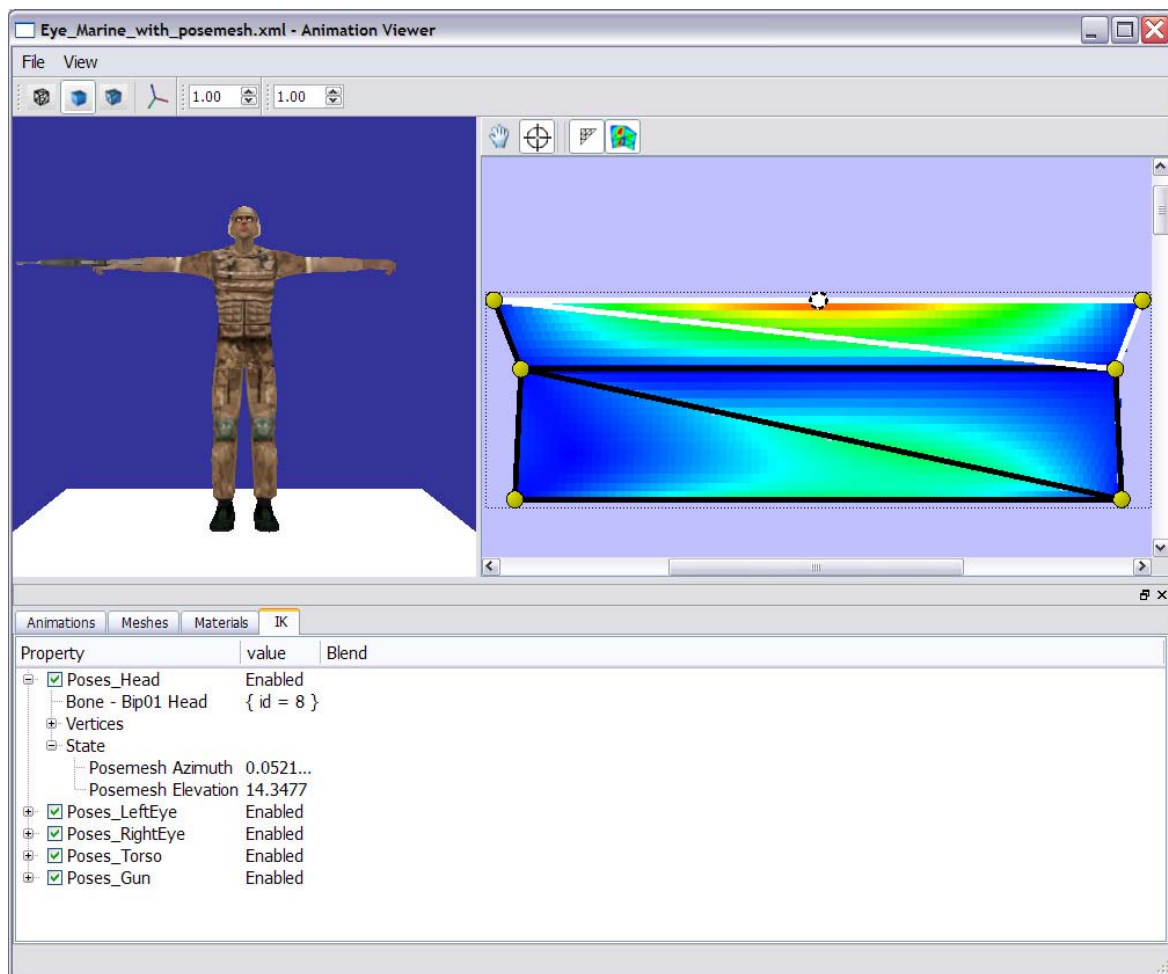 Eye_Marine_with_posemesh.xml - Animation Viewer
File View
1.00 1.00
Animations Meshes Materials IK
Property value Blend
Poses_Head Enabled
Bone - Bip01 Head { id = 8 }
Vertices
State
Posemesh Azimuth 0.0521...
Posemesh Elevation 14.3477
Poses_LeftEye Enabled
Poses_RightEye Enabled
Poses_Torso Enabled
Poses_Gun Enabled